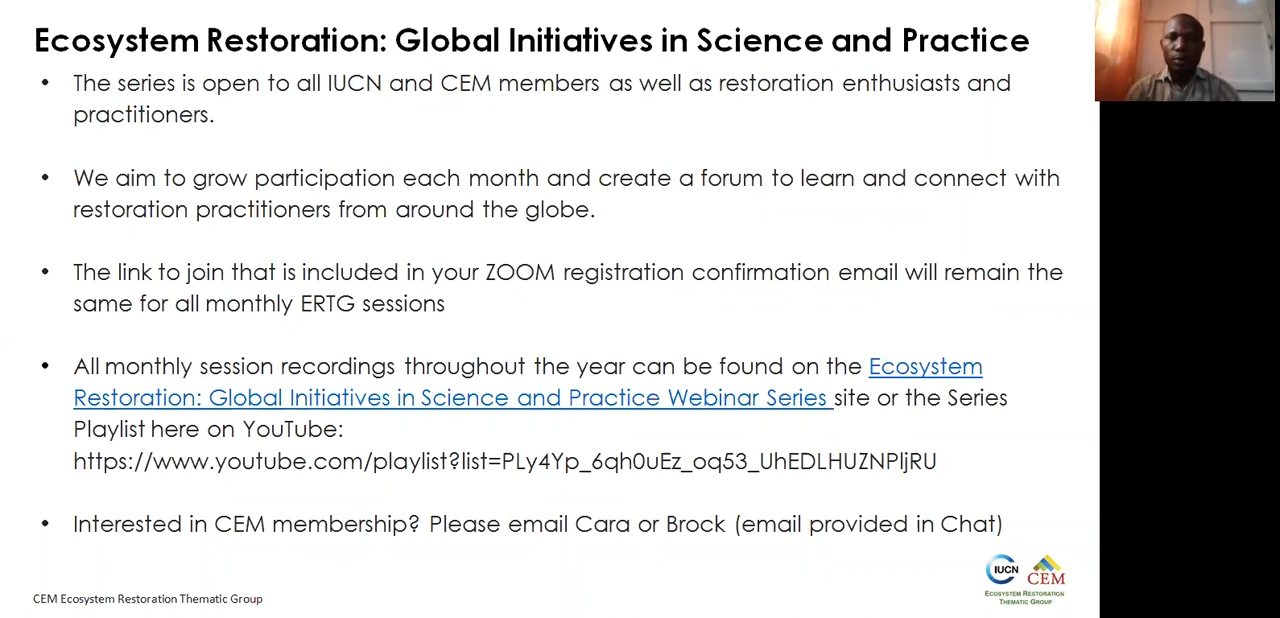 Ecosystem Restoration: Global Initiatives in Science and Practice
• The series is open to all IUCN and CEM members as well as restoration enthusiasts and
practitioners.
• We aim to grow participation each month and create a forum to learn and connect with
restoration practitioners from around the globe.
• The link to join that is included in your ZOOM registration confirmation email will remain the
same for all monthly ERTG sessions
• All monthly session recordings throughout the year can be found on the Ecosystem
Restoration: Global Initiatives in Science and Practice Webinar Series site or the Series
Playlist here on YouTube:
https://www.youtube.com/playlist?list=PLy4Yp_6qh0uEz_oq53_UhEDLHUZNPljRU
• Interested in CEM membership? Please email Cara or Brock (email provided in Chat)
IUCN CEM
ECOSYSTEM RESTORATION
THEMATIC GROUP
CEM Ecosystem Restoration Thematic Group